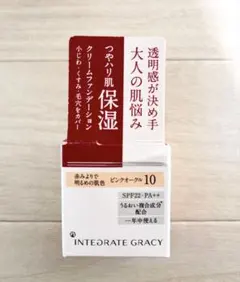 透明感が決め手
大人の肌悩み
保湿
つやハリ肌
クリームファンデーション
小じわ・くすみ・毛穴をカバー
赤みよりで
明るめの肌色
ピンクオークル10
SPF22・PA++
うるおい複合成分
配合
一年中使える
INTEGRATE GRACY